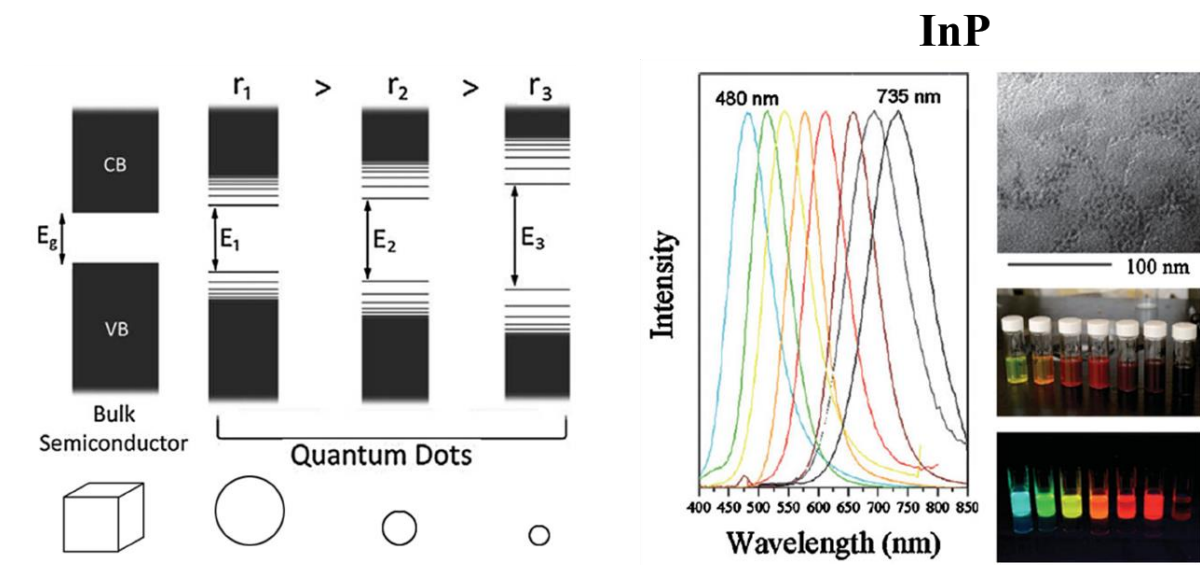 InP
r₁ > r₂ > r₃
CB
Eg
E₁
E₂
E₃
VB
Bulk
Semiconductor
Quantum Dots
480 nm
735 nm
Intensity
400 450 500 550 600 650 700 750 800 850
Wavelength (nm)
100 nm